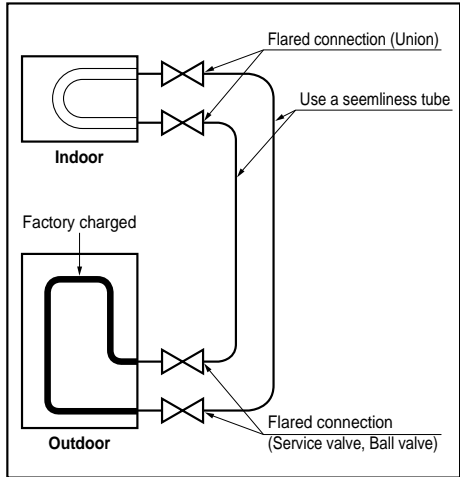 Flared connection (Union)
Use a seemliness tube
Indoor
Factory charged
Flared connection
(Service valve, Ball valve)
Outdoor